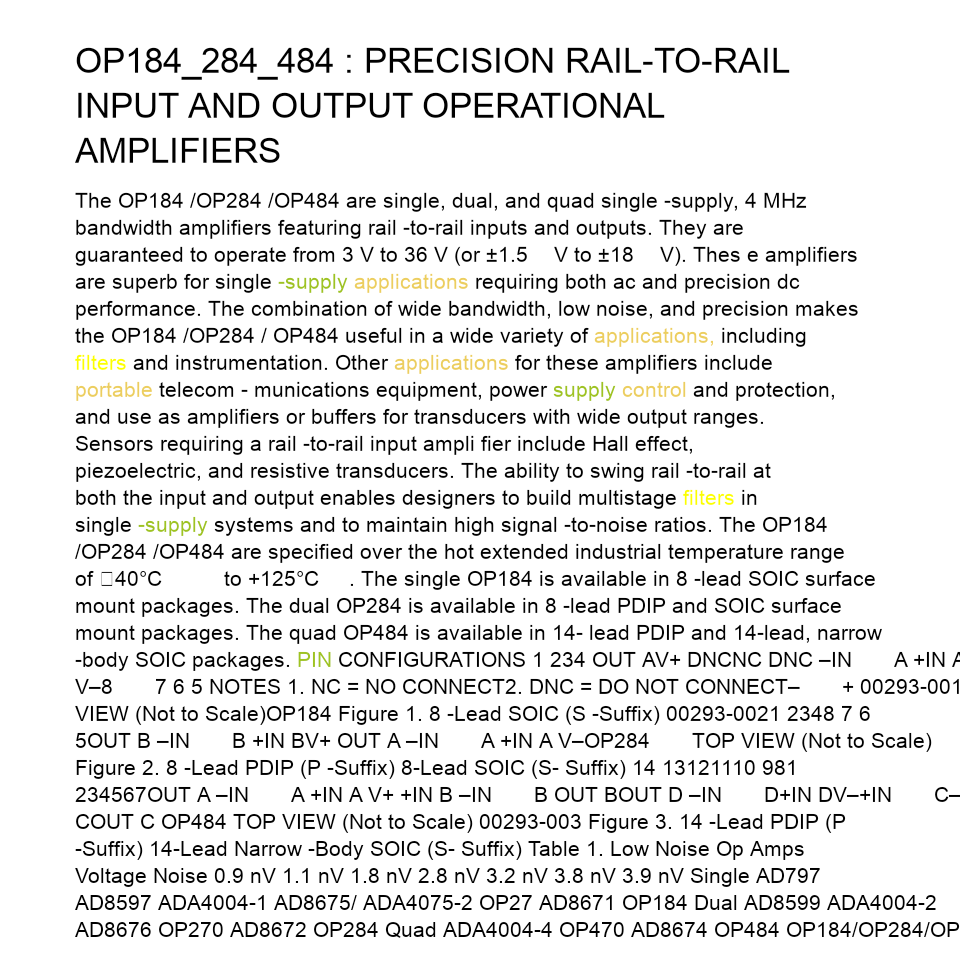 OP184_284_484 : PRECISION RAIL-TO-RAIL
INPUT AND OUTPUT OPERATIONAL
AMPLIFIERS
The OP184 /OP284 /OP484 are single, dual, and quad single -supply, 4 MHz
bandwidth amplifiers featuring rail -to-rail inputs and outputs. They are
guaranteed to operate from 3 V to 36 V (or ±1.5 V to ±18 V). Thes e amplifiers
are superb for single -supply applications requiring both ac and precision dc
performance. The combination of wide bandwidth, low noise, and precision makes
the OP184 /OP284 / OP484 useful in a wide variety of applications, including
filters and instrumentation. Other applications for these amplifiers include
portable telecom - munications equipment, power supply control and protection,
and use as amplifiers or buffers for transducers with wide output ranges.
Sensors requiring a rail -to-rail input ampli fier include Hall effect,
piezoelectric, and resistive transducers. The ability to swing rail -to-rail at
both the input and output enables designers to build multistage filters in
single -supply systems and to maintain high signal -to-noise ratios. The OP184
/OP284 /OP484 are specified over the hot extended industrial temperature range
of 40°C to +125°C . The single OP184 is available in 8 -lead SOIC surface
mount packages. The dual OP284 is available in 8 -lead PDIP and SOIC surface
mount packages. The quad OP484 is available in 14- lead PDIP and 14-lead, narrow
-body SOIC packages. PIN CONFIGURATIONS 1 234 OUT AV+ DNCNC DNC –IN A +IN A
V–8 7 6 5 NOTES 1. NC = NO CONNECT2. DNC = DO NOT CONNECT– + 00293-001
VIEW (Not to Scale)OP184 Figure 1. 8 -Lead SOIC (S -Suffix) 00293-0021 2348 7 6
5OUT B –IN B +IN BV+ OUT A –IN A +IN A V–OP284 TOP VIEW (Not to Scale)
Figure 2. 8 -Lead PDIP (P -Suffix) 8-Lead SOIC (S- Suffix) 14 13121110 981
234567OUT A –IN A +IN A V+ +IN B –IN B OUT BOUT D –IN D+IN DV–+IN C–
COUT C OP484 TOP VIEW (Not to Scale) 00293-003 Figure 3. 14 -Lead PDIP (P
-Suffix) 14-Lead Narrow -Body SOIC (S- Suffix) Table 1. Low Noise Op Amps
Voltage Noise 0.9 nV 1.1 nV 1.8 nV 2.8 nV 3.2 nV 3.8 nV 3.9 nV Single AD797
AD8597 ADA4004-1 AD8675/ ADA4075-2 OP27 AD8671 OP184 Dual AD8599 ADA4004-2
AD8676 OP270 AD8672 OP284 Quad ADA4004-4 OP470 AD8674 OP484 OP184/OP284/OP